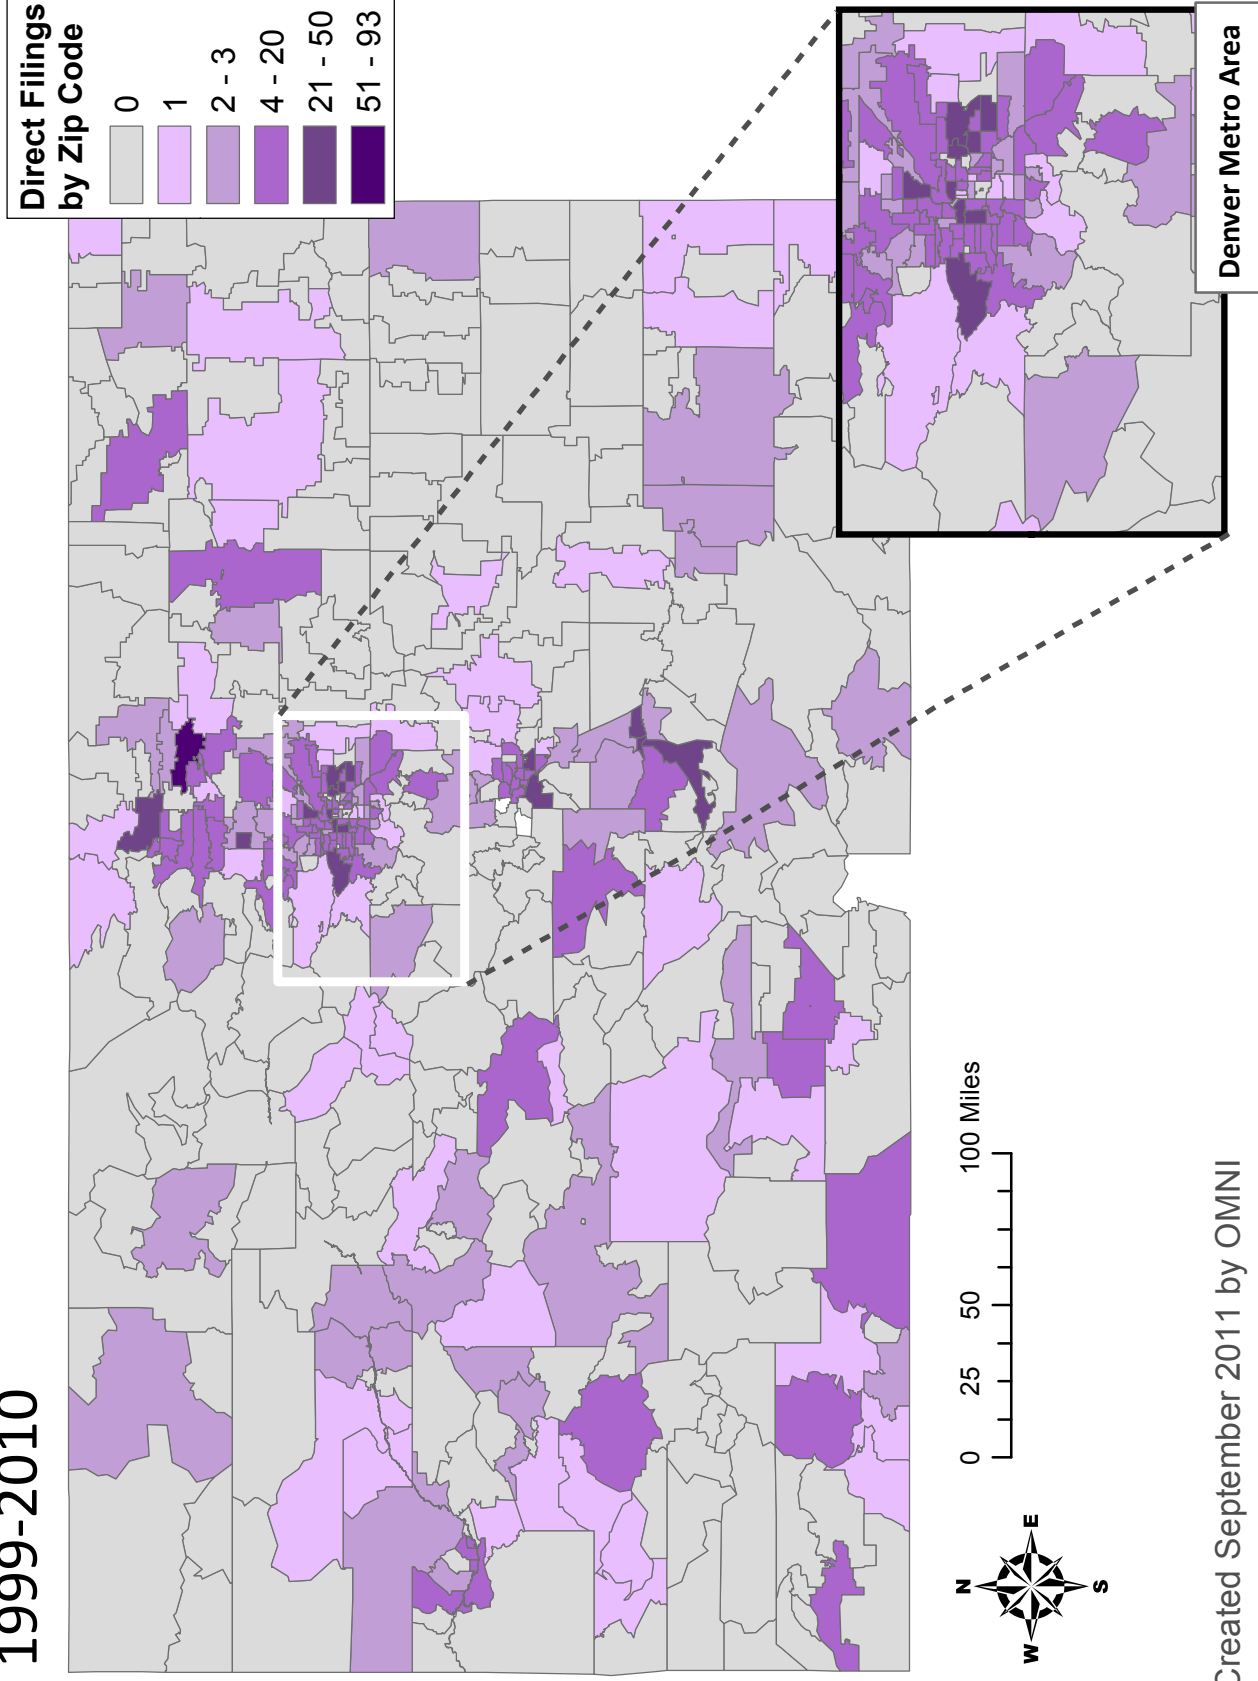 1999-2010
Direct Filings
by Zip Code
0
1
2 - 3
4 - 20
21 - 50
51 - 93
Denver Metro Area
N
W
E
S
0
25
50
100 Miles
Created September 2011 by OMNI